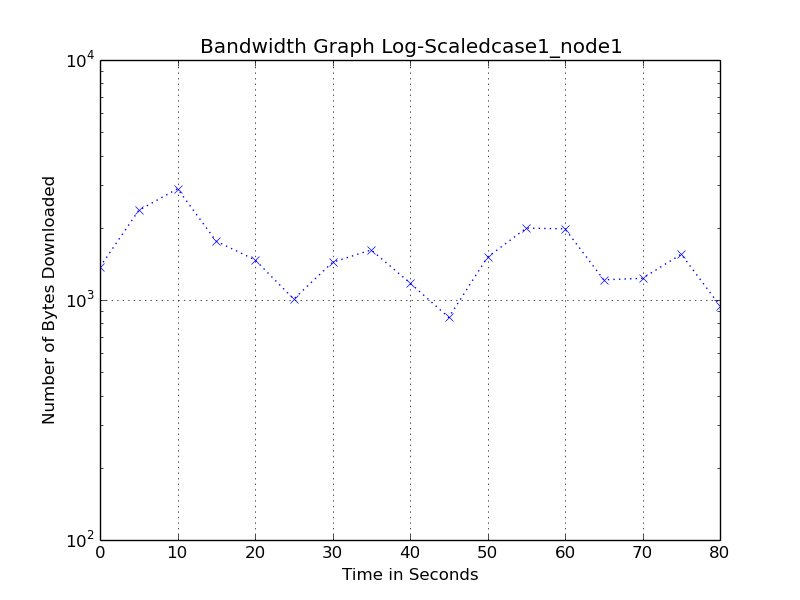 Bandwidth Graph Log-Scaledcase1_node1
10^4
10^3
10^2
Number of Bytes Downloaded
0 10 20 30 40 50 60 70 80
Time in Seconds